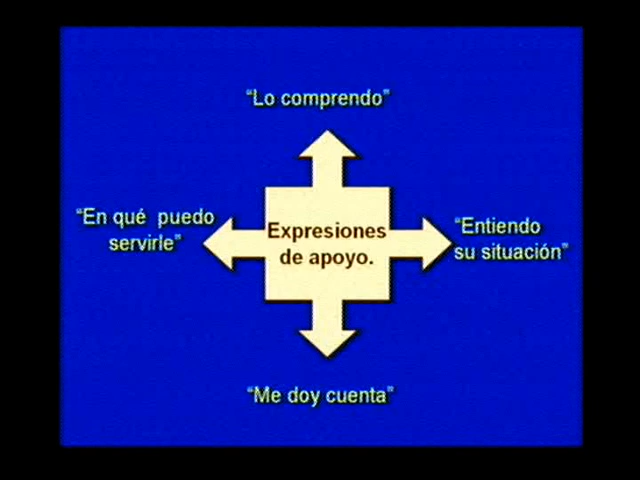 “Lo comprendo”
“En qué puedo
servirle”
Expresiones
de apoyo.
“Entiendo
su situación”
“Me doy cuenta”